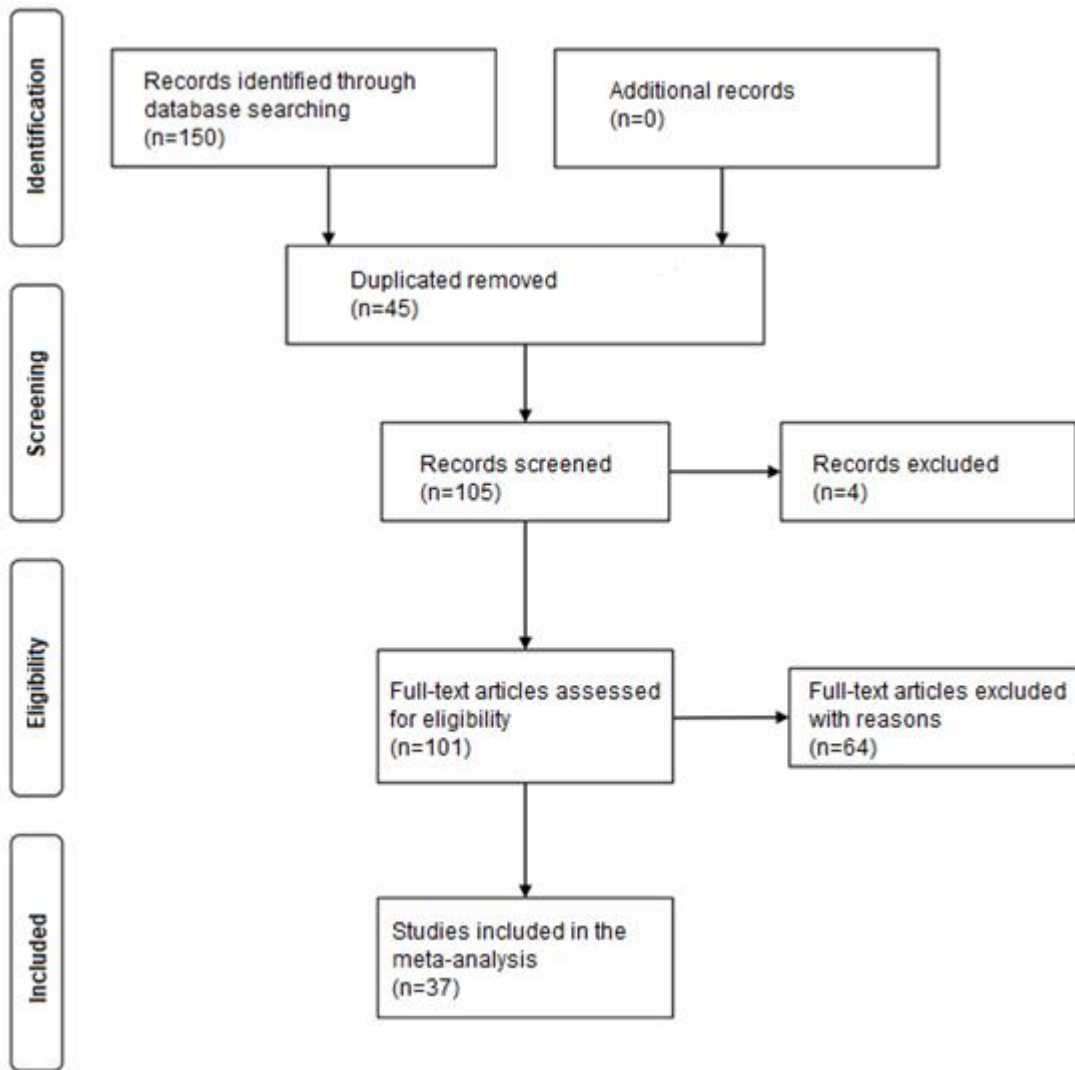 Identification
Records identified through
database searching
(n=150)
Additional records
(n=0)
Duplicated removed
(n=45)
Screening
Records screened
(n=105)
Records excluded
(n=4)
Eligibility
Full-text articles assessed
for eligibility
(n=101)
Full-text articles excluded
with reasons
(n=64)
Included
Studies included in the
meta-analysis
(n=37)